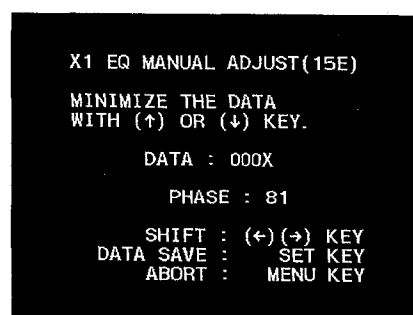 X1 EQ MANUAL ADJUST(15E)
MINIMIZE THE DATA
WITH (↑) OR (↓) KEY.
DATA : 000X
PHASE : 81
SHIFT : (←)(→) KEY
DATA SAVE : SET KEY
ABORT : MENU KEY